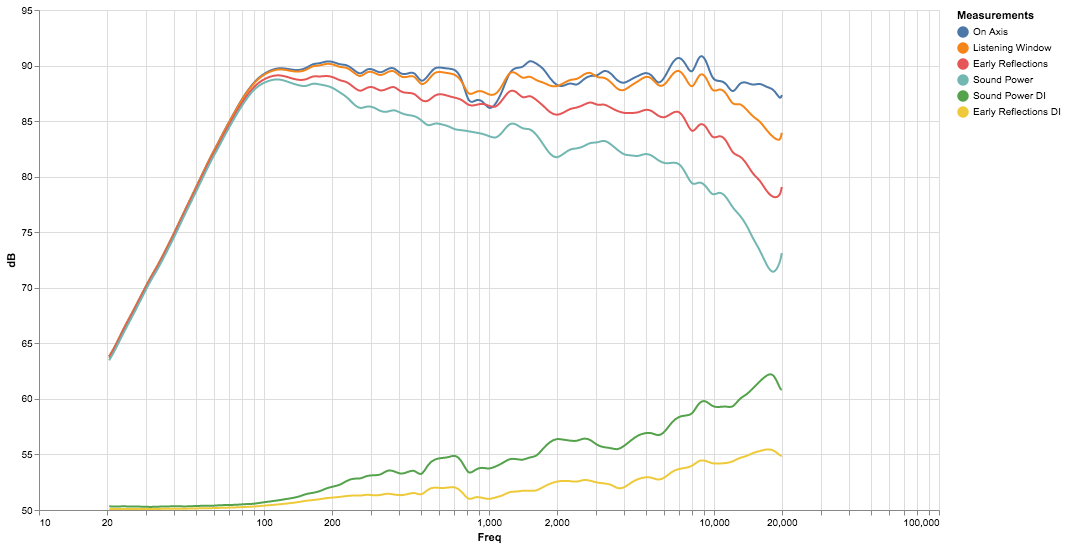 95
90
85
80
75
70
65
60
55
50
dB
10
20
100
200
1,000
2,000
10,000
20,000
100,000
Freq
Measurements
On Axis
Listening Window
Early Reflections
Sound Power
Sound Power DI
Early Reflections DI